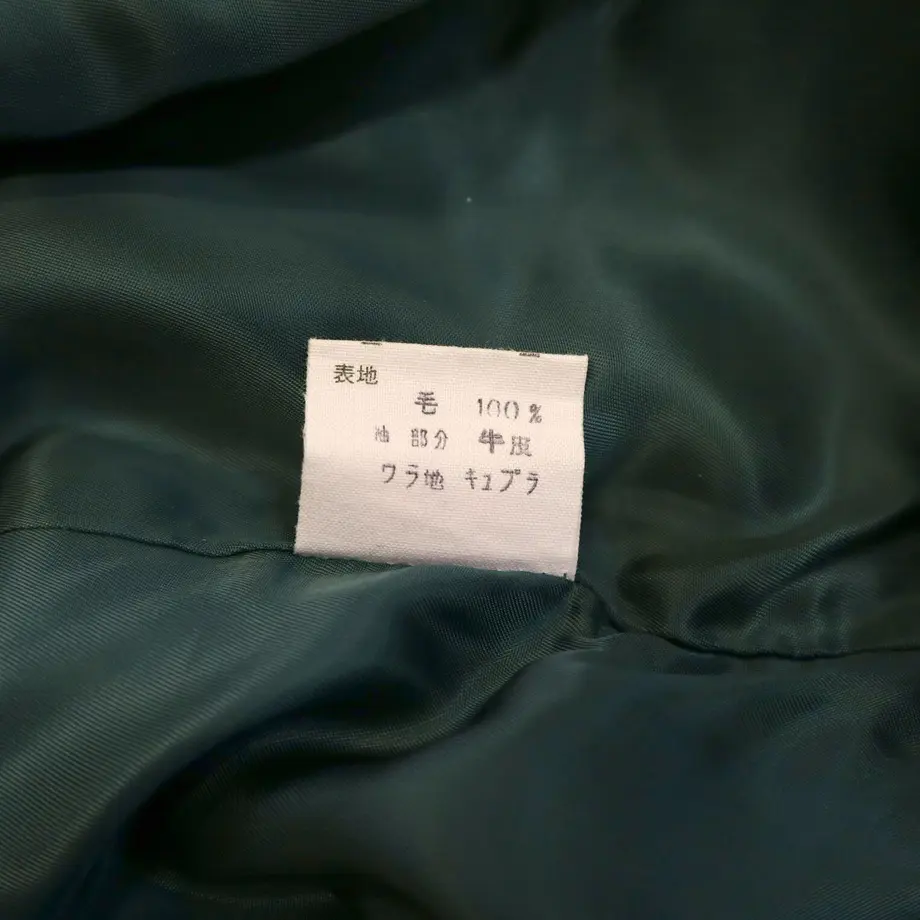 表地
毛 100%
袖 部分 牛皮
ウラ地 キュプラ